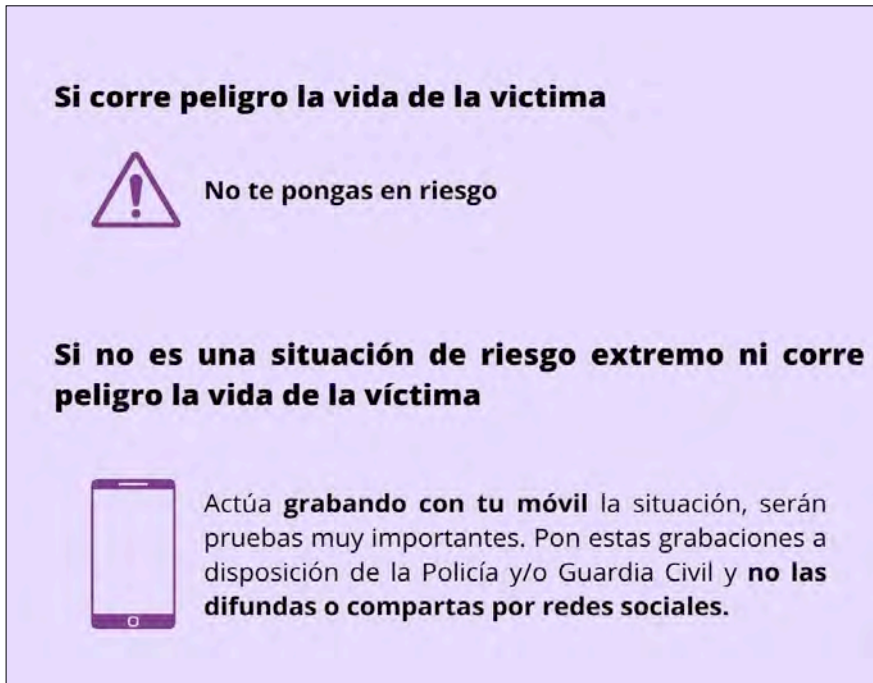 Si corre peligro la vida de la victima
No te pongas en riesgo
Si no es una situación de riesgo extremo ni corre
peligro la vida de la víctima
Actúa grabando con tu móvil la situación, serán
pruebas muy importantes. Pon estas grabaciones a
disposición de la Policía y/o Guardia Civil y no las
difundas o compartas por redes sociales.